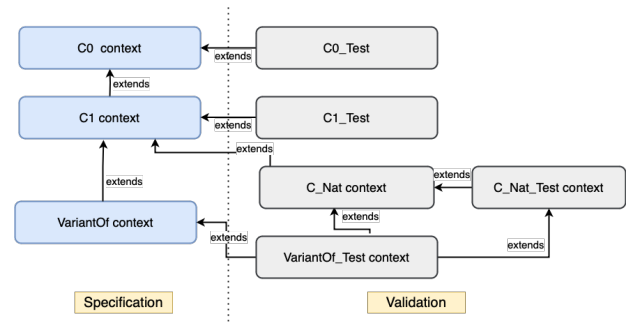 C0 context
C0_Test
extends
extends
C1 context
C1_Test
extends
extends
C_Nat context
extends
C_Nat_Test context
extends
extends
VariantOf context
extends
VariantOf_Test context
extends
Specification
Validation